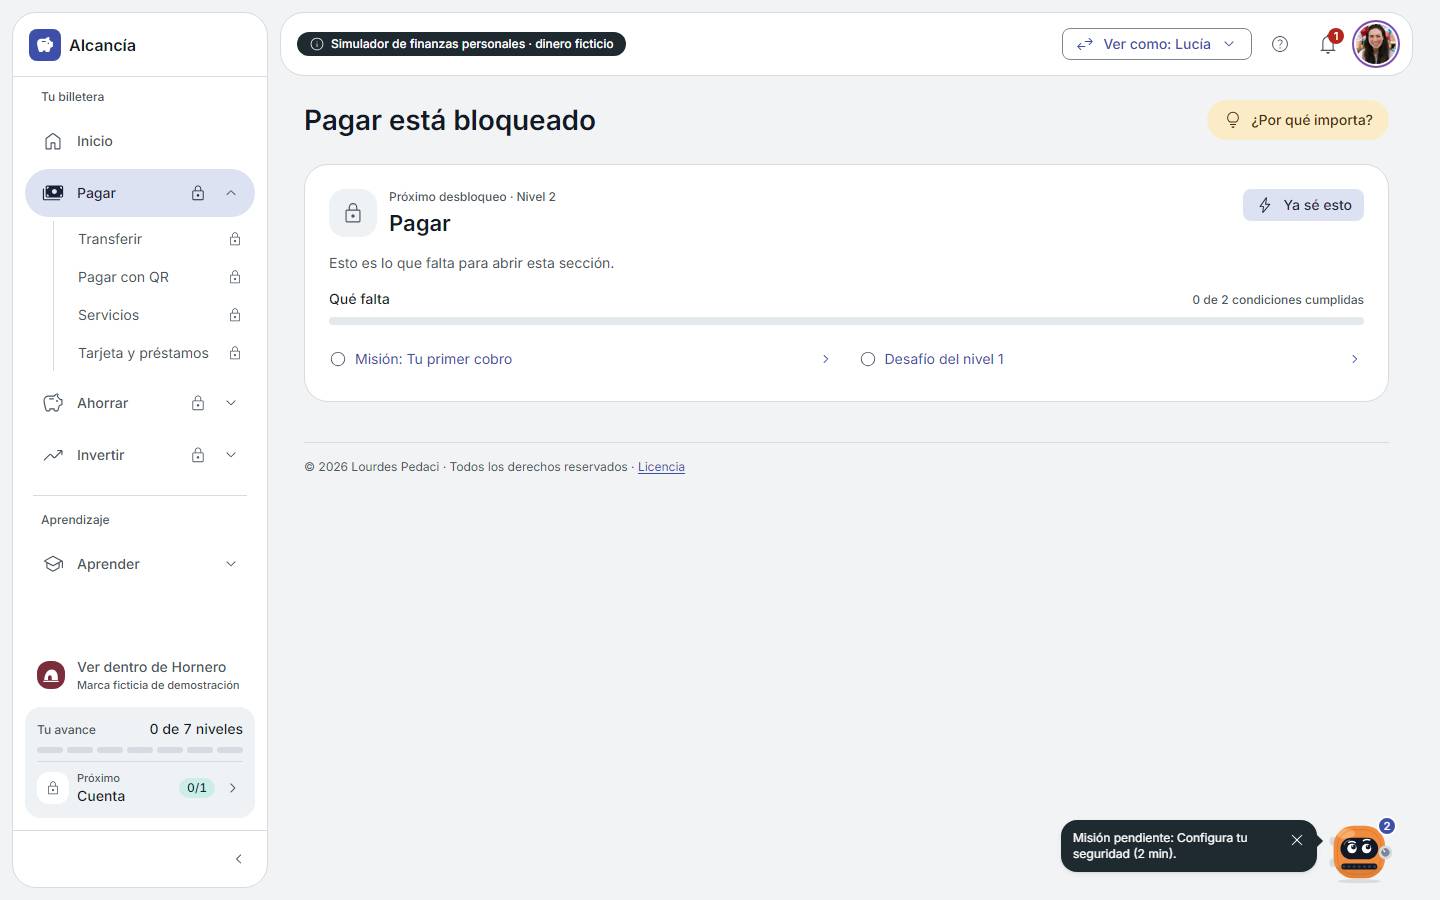 Alcancía
Tu billetera
Inicio
Pagar
Transferir
Pagar con QR
Servicios
Tarjeta y préstamos
Ahorrar
Invertir
Aprendizaje
Aprender
Ver dentro de Hornero
Marca ficticia de demostración
Tu avance
0 de 7 niveles
Próximo
Cuenta
0/1
Simulador de finanzas personales · dinero ficticio
Ver como: Lucía
1
Pagar está bloqueado
¿Por qué importa?
Próximo desbloqueo · Nivel 2
Pagar
Ya sé esto
Esto es lo que falta para abrir esta sección.
Qué falta
0 de 2 condiciones cumplidas
Misión: Tu primer cobro
Desafío del nivel 1
© 2026 Lourdes Pedaci · Todos los derechos reservados · Licencia
Misión pendiente: Configura tu
seguridad (2 min).
2